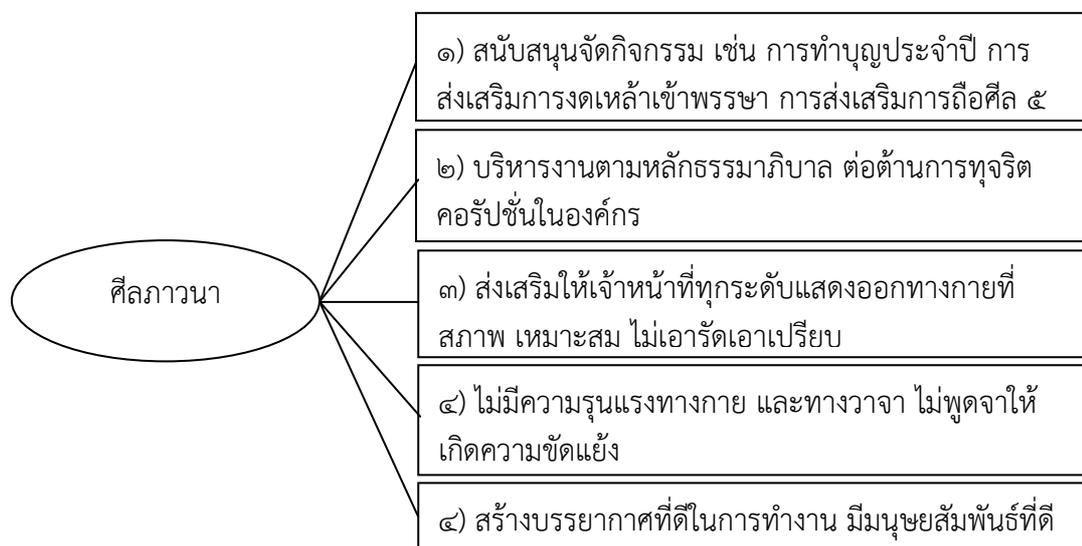 ๑) สนับสนุนจัดกิจกรรม เช่น การทำบุญประจำปี การ
ส่งเสริมการงดเหล้าเข้าพรรษา การส่งเสริมการถือศีล ๕
๒) บริหารงานตามหลักธรรมาภิบาล ต่อต้านการทุจริต
คอรัปชั่นในองค์กร
ศีลภาวนา
๓) ส่งเสริมให้เจ้าหน้าที่ทุกระดับแสดงออกทางกายที่
สภาพ เหมาะสม ไม่เอารัดเอาเปรียบ
๔) ไม่มีความรุนแรงทางกาย และทางวาจา ไม่พูดจาให้
เกิดความขัดแย้ง
๔) สร้างบรรยากาศที่ดีในการทำงาน มีมนุษยสัมพันธ์ที่ดี